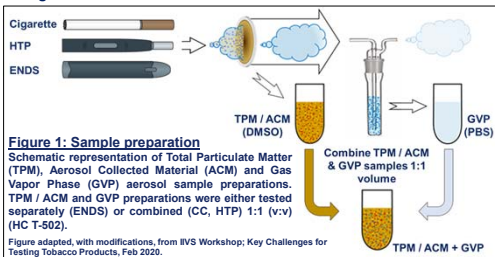 Cigarette
HTP
ENDS
TPM / ACM
(DMSO)
GVP
(PBS)
Combine TPM / ACM
& GVP samples 1:1
volume
TPM / ACM + GVP
Figure 1: Sample preparation
Schematic representation of Total Particulate Matter
(TPM), Aerosol Collected Material (ACM) and Gas
Vapor Phase (GVP) aerosol sample preparations.
TPM / ACM and GVP preparations were either tested
separately (ENDS) or combined (CC, HTP) 1:1 (v:v)
(HC T-502).
Figure adapted, with modifications, from IIVS Workshop; Key Challenges for
Testing Tobacco Products, Feb 2020.